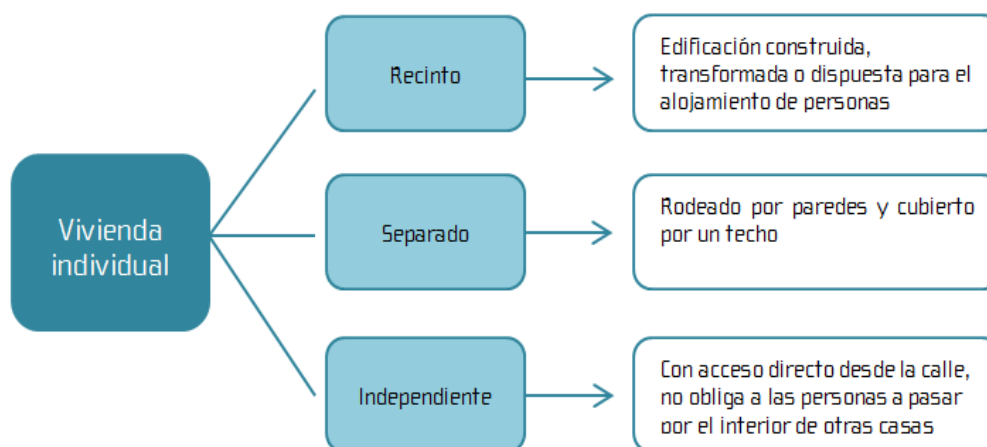 Vivienda
individual
Recinto
Edificación construida,
transformada o dispuesta para el
alojamiento de personas
Separado
Rodeado por paredes y cubierto
por un techo
Independiente
Con acceso directo desde la calle,
no obliga a las personas a pasar
por el interior de otras casas